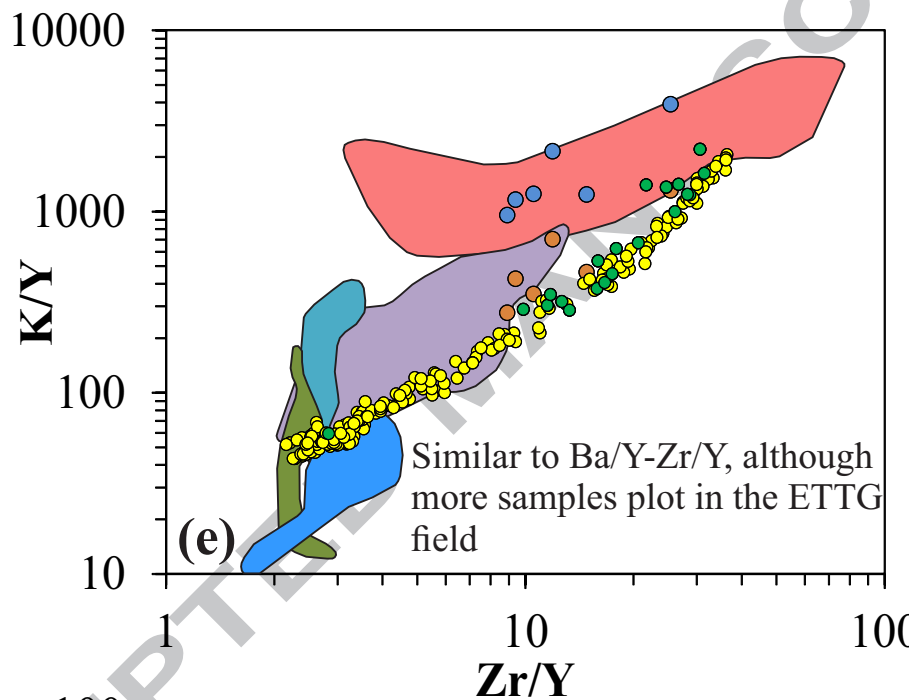 10000
1000
100
10
K/Y
(e)
Similar to Ba/Y-Zr/Y, although
more samples plot in the ETTG
field
1
10
100
Zr/Y